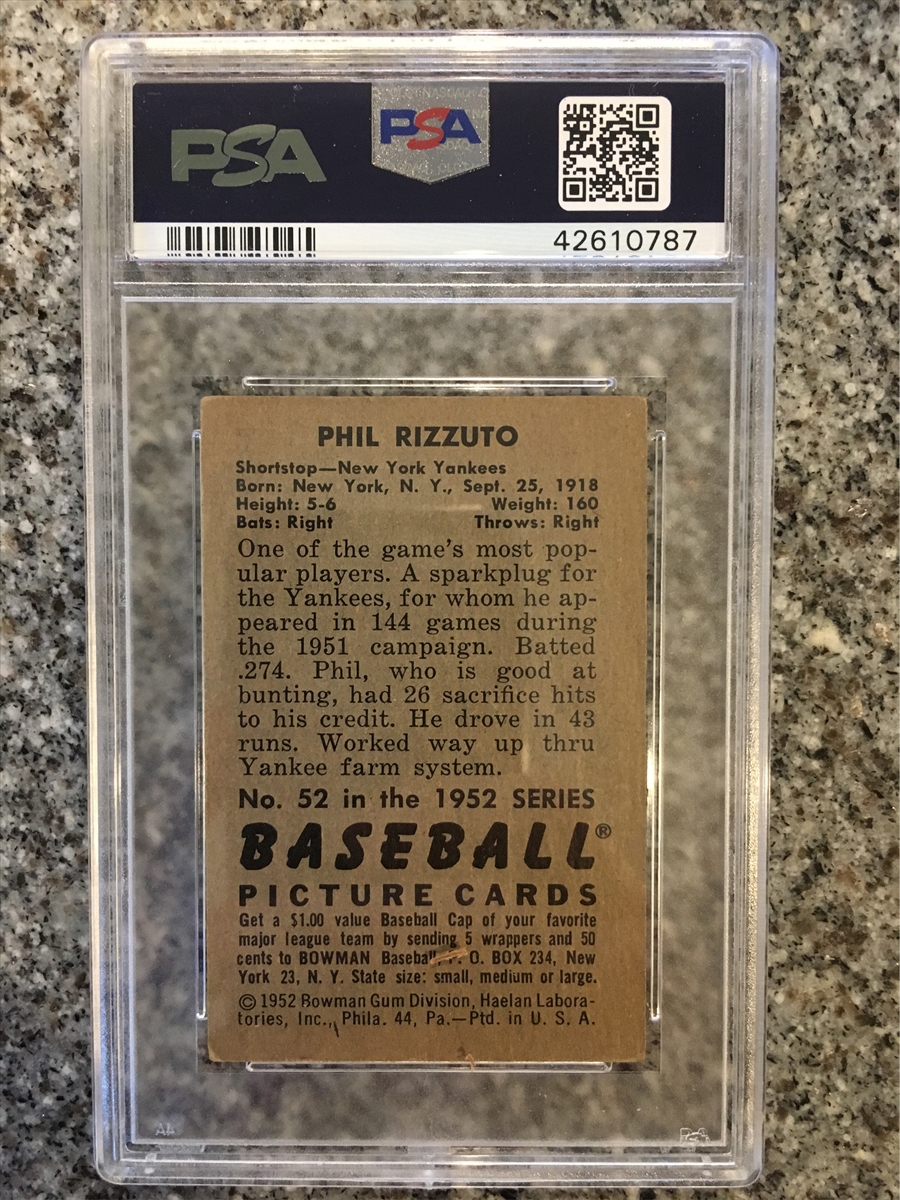 PSA
PSA
42610787
PHIL RIZZUTO
Shortstop—New York Yankees
Born: New York, N. Y., Sept. 25, 1918
Height: 5-6 Weight: 160
Bats: Right Throws: Right
One of the game's most pop-
ular players. A sparkplug for
the Yankees, for whom he ap-
peared in 144 games during
the 1951 campaign. Batted
.274. Phil, who is good at
bunting, had 26 sacrifice hits
to his credit. He drove in 43
runs. Worked way up thru
Yankee farm system.
No. 52 in the 1952 SERIES
BASEBALL®
PICTURE CARDS
Get a $1.00 value Baseball Cap of your favorite
major league team by sending 5 wrappers and 50
cents to BOWMAN Baseball, P. O. BOX 234, New
York 23, N. Y. State size: small, medium or large.
© 1952 Bowman Gum Division, Haelan Labora-
tories, Inc., Phila. 44, Pa.—Ptd. in U. S. A.